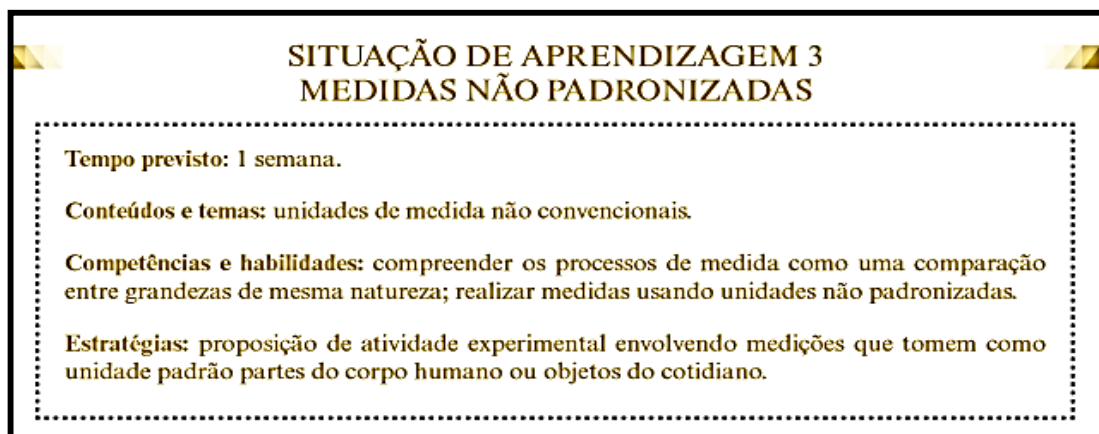 SITUAÇÃO DE APRENDIZAGEM 3
MEDIDAS NÃO PADRONIZADAS
Tempo previsto: 1 semana.
Conteúdos e temas: unidades de medida não convencionais.
Competências e habilidades: compreender os processos de medida como uma comparação
entre grandezas de mesma natureza; realizar medidas usando unidades não padronizadas.
Estratégias: proposição de atividade experimental envolvendo medições que tomem como
unidade padrão partes do corpo humano ou objetos do cotidiano.